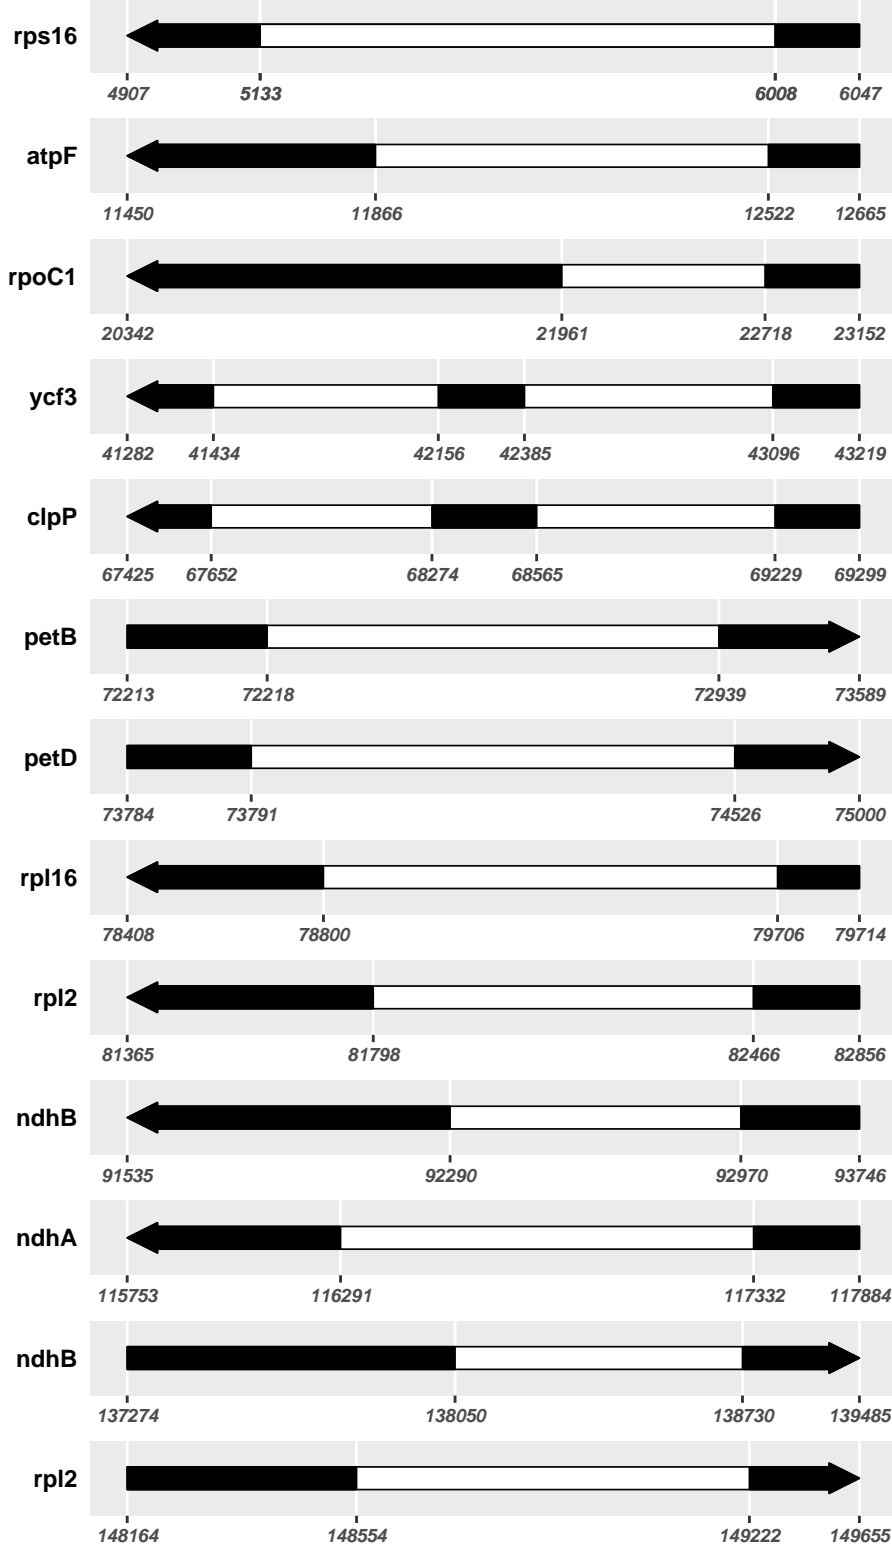 rps16
4907 5133 6008 6047
atpF
11450 11866 12522 12665
rpoC1
20342 21961 22718 23152
ycf3
41282 41434 42156 42385 43096 43219
clpP
67425 67652 68274 68565 69229 69299
petB
72213 72218 72939 73589
petD
73784 73791 74526 75000
rpl16
78408 78800 79706 79714
rpl2
81365 81798 82466 82856
ndhB
91535 92290 92970 93746
ndhA
115753 116291 117332 117884
ndhB
137274 138050 138730 139485
rpl2
148164 148554 149222 149655